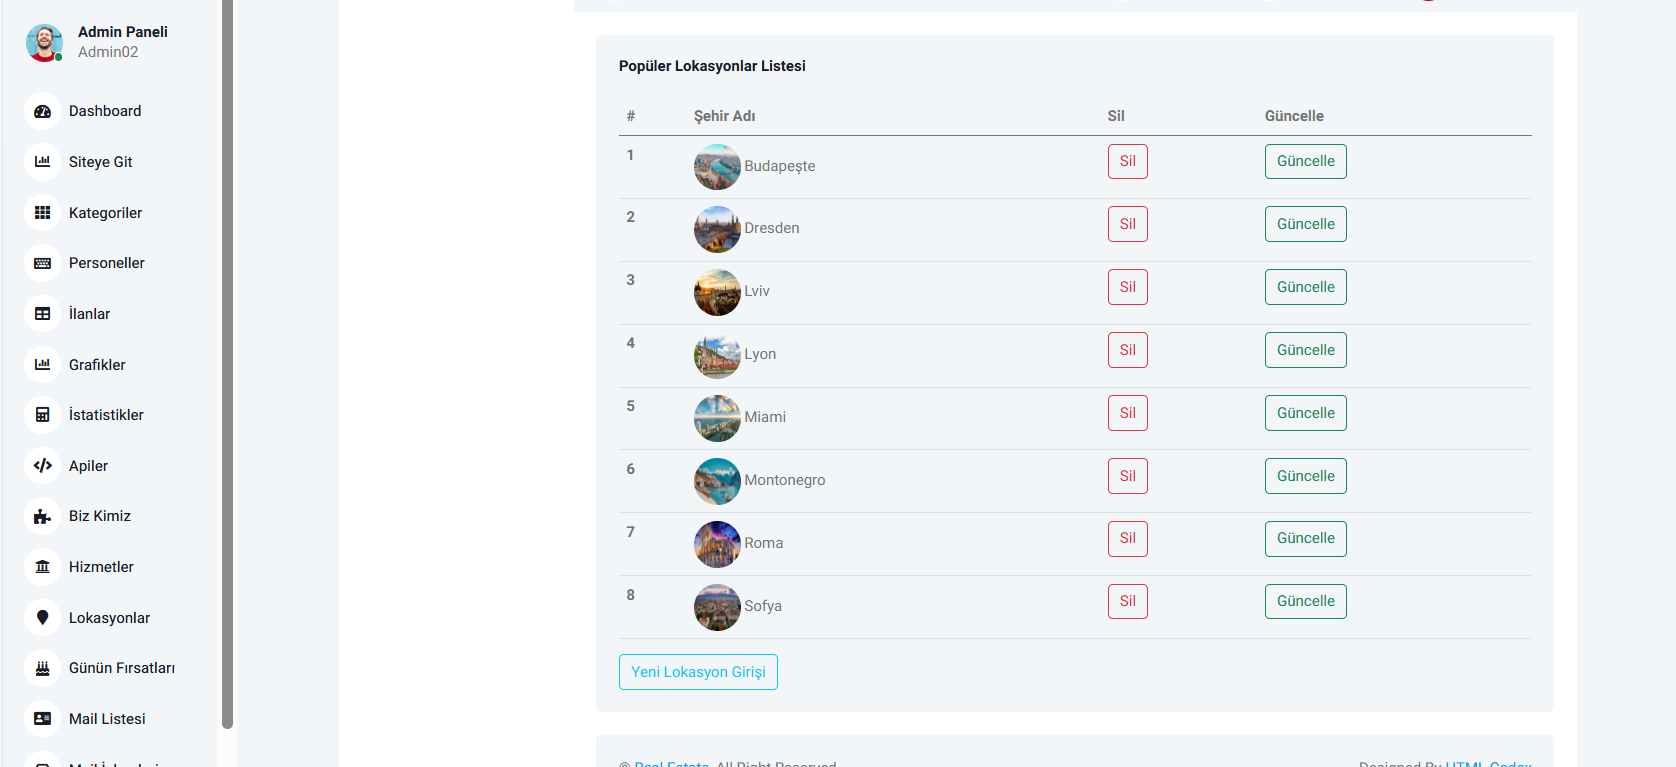 Admin Paneli
Admin02
Dashboard
Siteye Git
Kategoriler
Personeller
İlanlar
Grafikler
İstatistikler
Apiler
Biz Kimiz
Hizmetler
Lokasyonlar
Günün Fırsatları
Mail Listesi
Popüler Lokasyonlar Listesi
# Şehir Adı Sil Güncelle
1 Budapeşte Sil Güncelle
2 Dresden Sil Güncelle
3 Lviv Sil Güncelle
4 Lyon Sil Güncelle
5 Miami Sil Güncelle
6 Montonegro Sil Güncelle
7 Roma Sil Güncelle
8 Sofya Sil Güncelle
Yeni Lokasyon Girişi
© Real Estate, All Right Reserved. Designed By HTML Codex